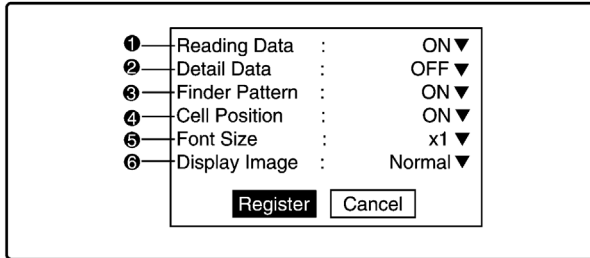 ❶ Reading Data : ON▼
❷ Detail Data : OFF▼
❸ Finder Pattern : ON▼
❹ Cell Position : ON▼
❺ Font Size : x1▼
❻ Display Image : Normal▼
Register Cancel